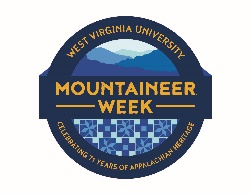 WEST VIRGINIA UNIVERSITY
MOUNTAINEER
WEEK
CELEBRATING 71 YEARS OF APPALACHIAN HERITAGE